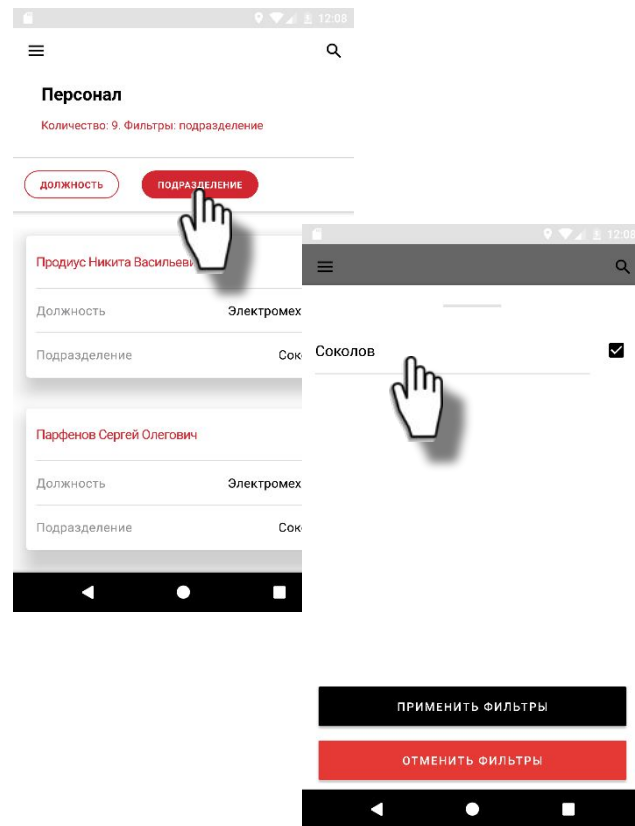 12:08
Персонал
Количество: 9. Фильтры: подразделение
ДОЛЖНОСТЬ
ПОДРАЗДЕЛЕНИЕ
Продиус Никита Васильеви
Должность Электромех
Подразделение Сок
Парфенов Сергей Олегович
Должность Электромех
Подразделение Сок
12:08
Соколов
ПРИМЕНИТЬ ФИЛЬТРЫ
ОТМЕНИТЬ ФИЛЬТРЫ